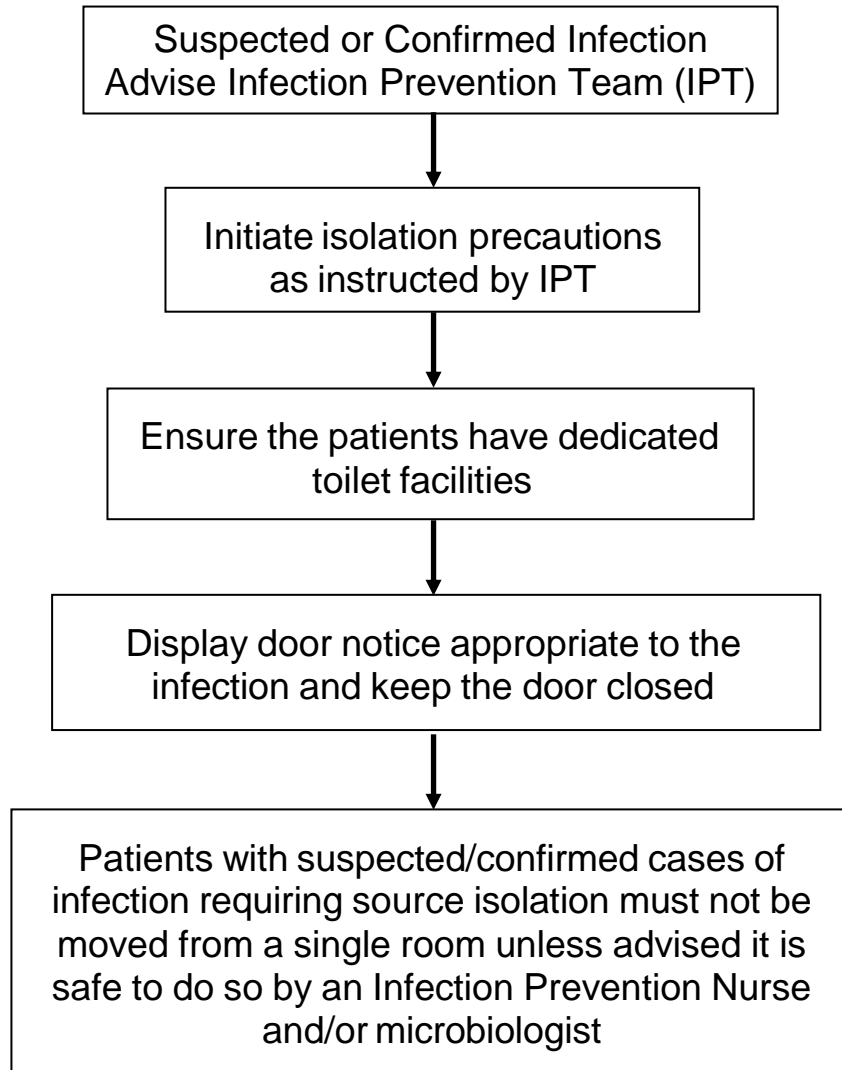 Suspected or Confirmed Infection
Advise Infection Prevention Team (IPT)
Initiate isolation precautions
as instructed by IPT
Ensure the patients have dedicated
toilet facilities
Display door notice appropriate to the
infection and keep the door closed
Patients with suspected/confirmed cases of
infection requiring source isolation must not be
moved from a single room unless advised it is
safe to do so by an Infection Prevention Nurse
and/or microbiologist